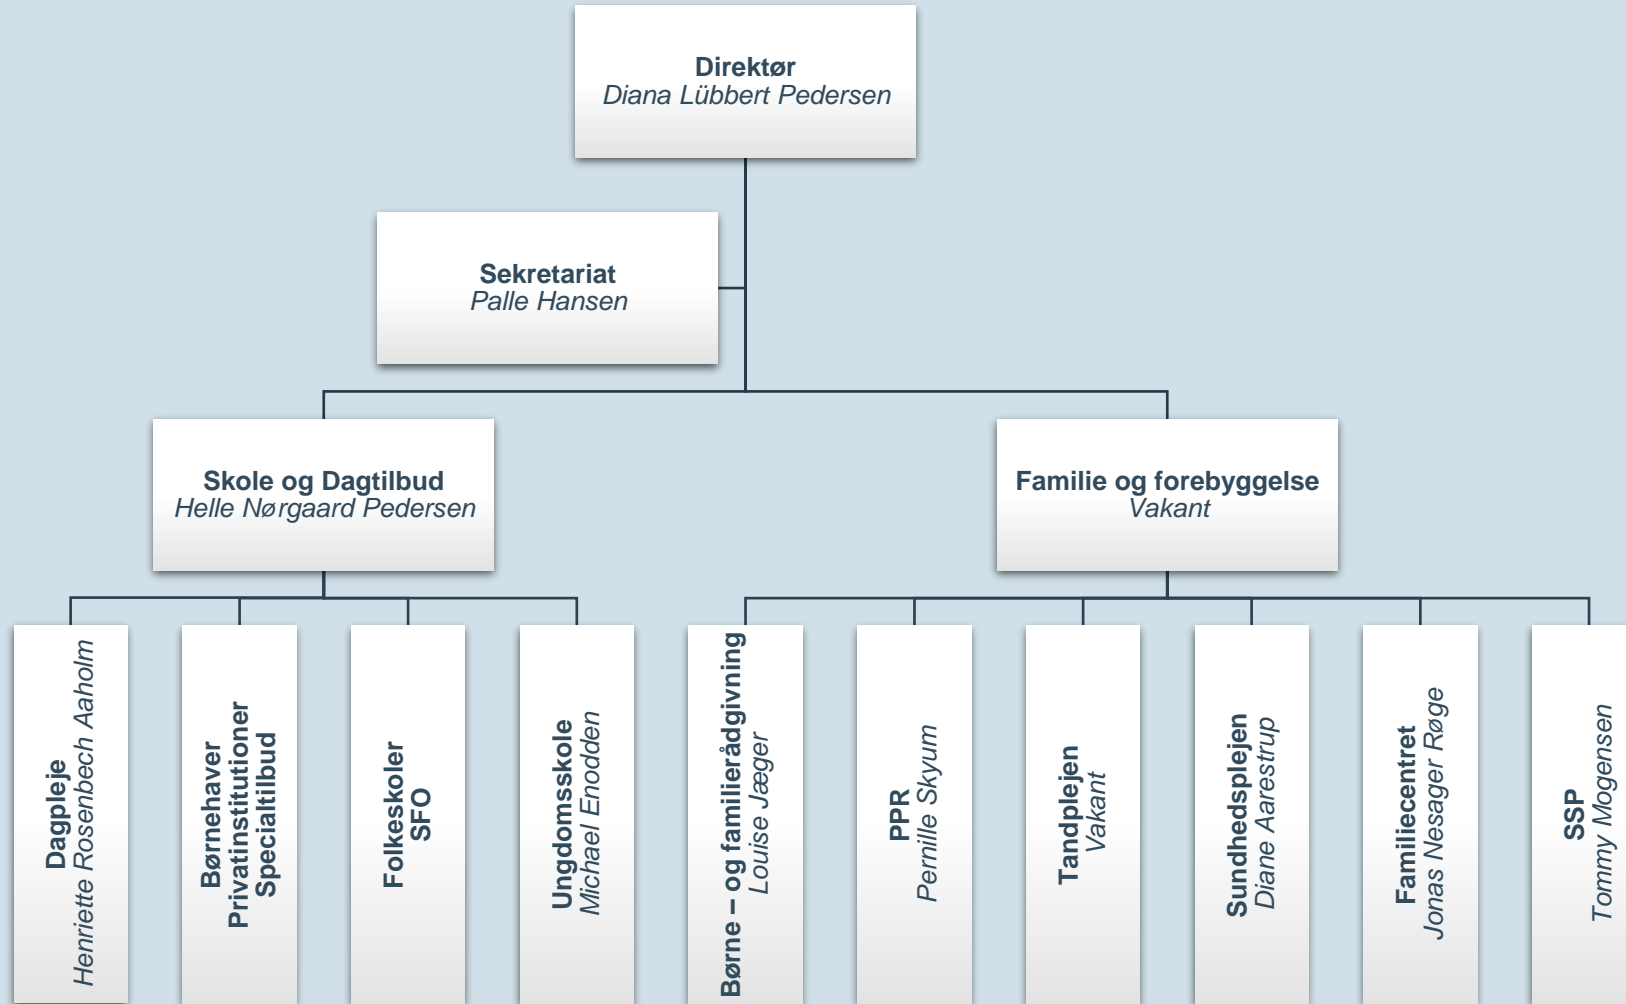 Direktør
Diana Lübbert Pedersen
Sekretariat
Palle Hansen
Skole og Dagtilbud
Helle Nørgaard Pedersen
Familie og forebyggelse
Vakant
Dagpleje
Henriette Rosenbech Aaholm
Børnehaver
Privatinstitutioner
Specialtilbud
Folkeskoler
SFO
Ungdomsskole
Michael Enodden
Børne – og familierådgivning
Louise Jæger
PPR
Pernille Skyum
Tandplejen
Vakant
Sundhedsplejen
Diane Aarestrup
Familiecentret
Jonas Nesager Røge
SSP
Tommy Mogensen